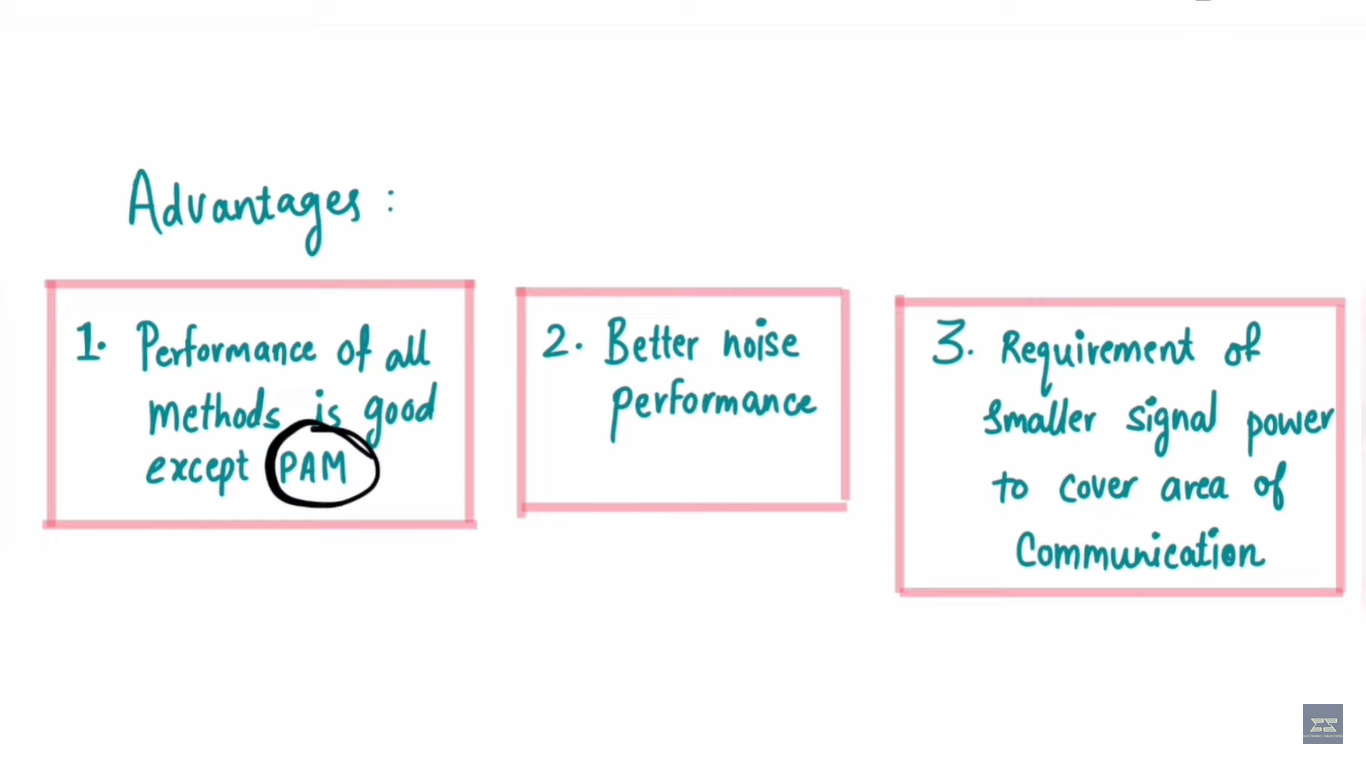 Advantages :
1. Performance of all
methods is good
except PAM
2. Better noise
performance
3. Requirement of
smaller signal power
to cover area of
Communication